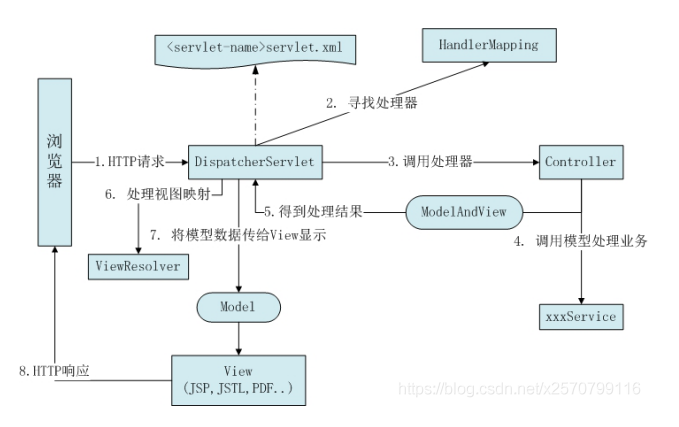 <servlet-name>servlet.xml
HandlerMapping
2. 寻找处理器
浏
览
器
1.HTTP请求
DispatcherServlet
3.调用处理器
Controller
6. 处理视图映射
5.得到处理结果
ModelAndView
7. 将模型数据传给View显示
4. 调用模型处理业务
ViewResolver
Model
xxxService
8.HTTP响应
View
(JSP,JSTL,PDF..)
https://blog.csdn.net/x2570799116